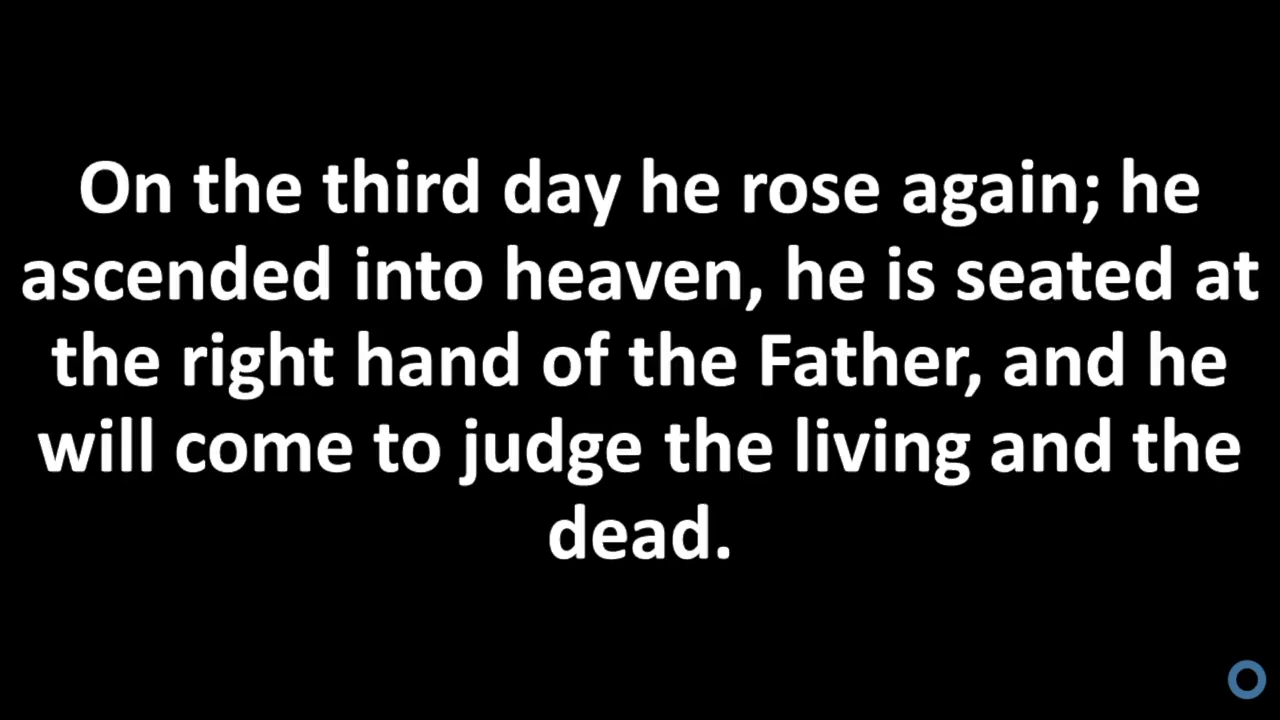 On the third day he rose again; he
ascended into heaven, he is seated at
the right hand of the Father, and he
will come to judge the living and the
dead.